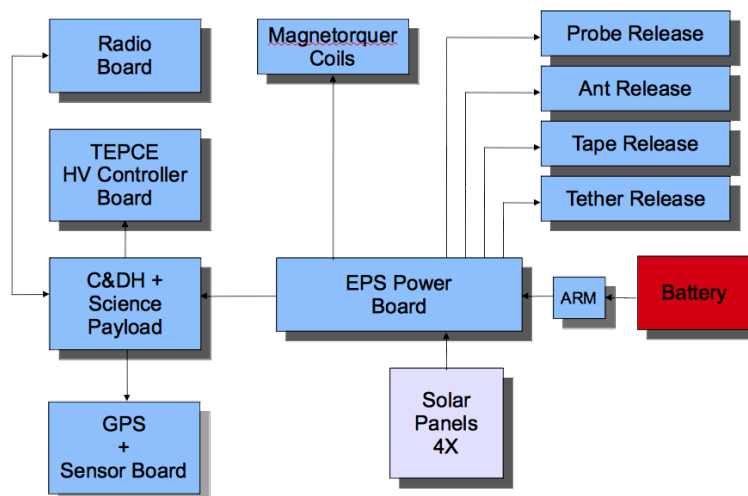 Radio
Board
Magnetorquer
Coils
Probe Release
Ant Release
Tape Release
Tether Release
TEPCE
HV Controller
Board
C&DH +
Science
Payload
EPS Power
Board
ARM
Battery
GPS
+
Sensor Board
Solar
Panels
4X